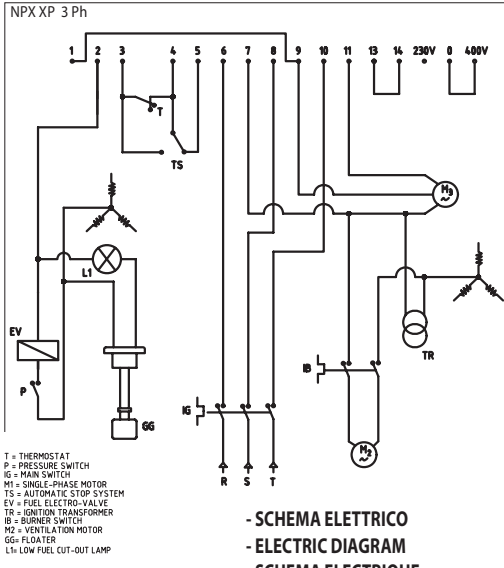 NPX XP 3 Ph
1 2 3 4 5 6 7 8 9 10 11 13 14 230V 0 400V
T
TS
M3
~
L1
EV
TR
P
IB
IG
GG
M2
~
R S T
T = THERMOSTAT
P = PRESSURE SWITCH
IG = MAIN SWITCH
M1 = SINGLE-PHASE MOTOR
TS = AUTOMATIC STOP SYSTEM
EV = FUEL ELECTRO-VALVE
TR = IGNITION TRANSFORMER
IB = BURNER SWITCH
M2 = VENTILATION MOTOR
GG= FLOATER
L1= LOW FUEL CUT-OUT LAMP
- SCHEMA ELETTRICO
- ELECTRIC DIAGRAM
- SCHEMA ELECTRIQUE